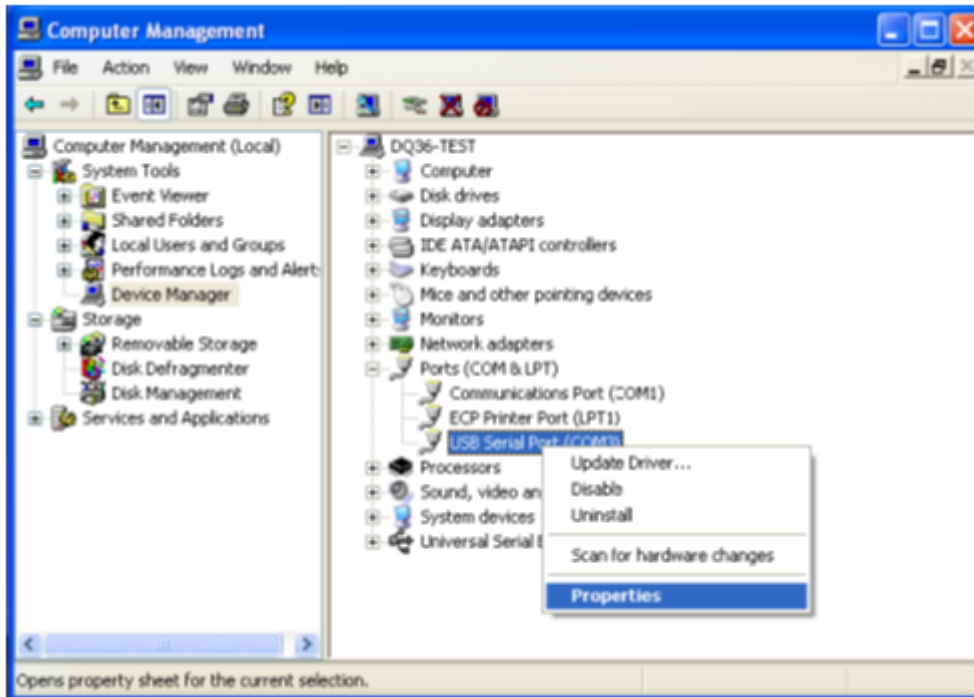 Computer Management
File Action View Window Help
Computer Management (Local)
System Tools
Event Viewer
Shared Folders
Local Users and Groups
Performance Logs and Alert
Device Manager
Storage
Removable Storage
Disk Defragmenter
Disk Management
Services and Applications
DQ36-TEST
Computer
Disk drives
Display adapters
IDE ATA/ATAPI controllers
Keyboards
Mice and other pointing devices
Monitors
Network adapters
Ports (COM & LPT)
Communications Port (COM1)
ECP Printer Port (LPT1)
USB Serial Port (COM3)
Processors
Sound, video an
System devices
Universal Serial
Update Driver...
Disable
Uninstall
Scan for hardware changes
Properties
Opens property sheet for the current selection.